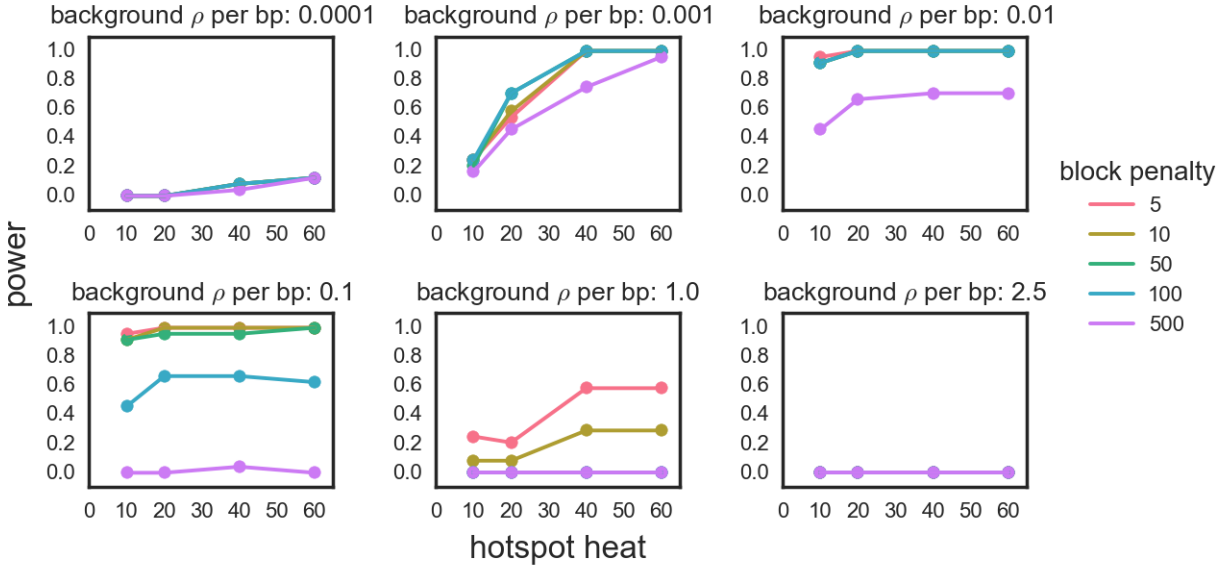 background ρ per bp: 0.0001
background ρ per bp: 0.001
background ρ per bp: 0.01
1.0
0.8
0.6
0.4
0.2
0.0
0 10 20 30 40 50 60
1.0
0.8
0.6
0.4
0.2
0.0
0 10 20 30 40 50 60
1.0
0.8
0.6
0.4
0.2
0.0
0 10 20 30 40 50 60
block penalty
5
10
50
100
500
power
background ρ per bp: 0.1
background ρ per bp: 1.0
background ρ per bp: 2.5
1.0
0.8
0.6
0.4
0.2
0.0
0 10 20 30 40 50 60
1.0
0.8
0.6
0.4
0.2
0.0
0 10 20 30 40 50 60
1.0
0.8
0.6
0.4
0.2
0.0
0 10 20 30 40 50 60
hotspot heat